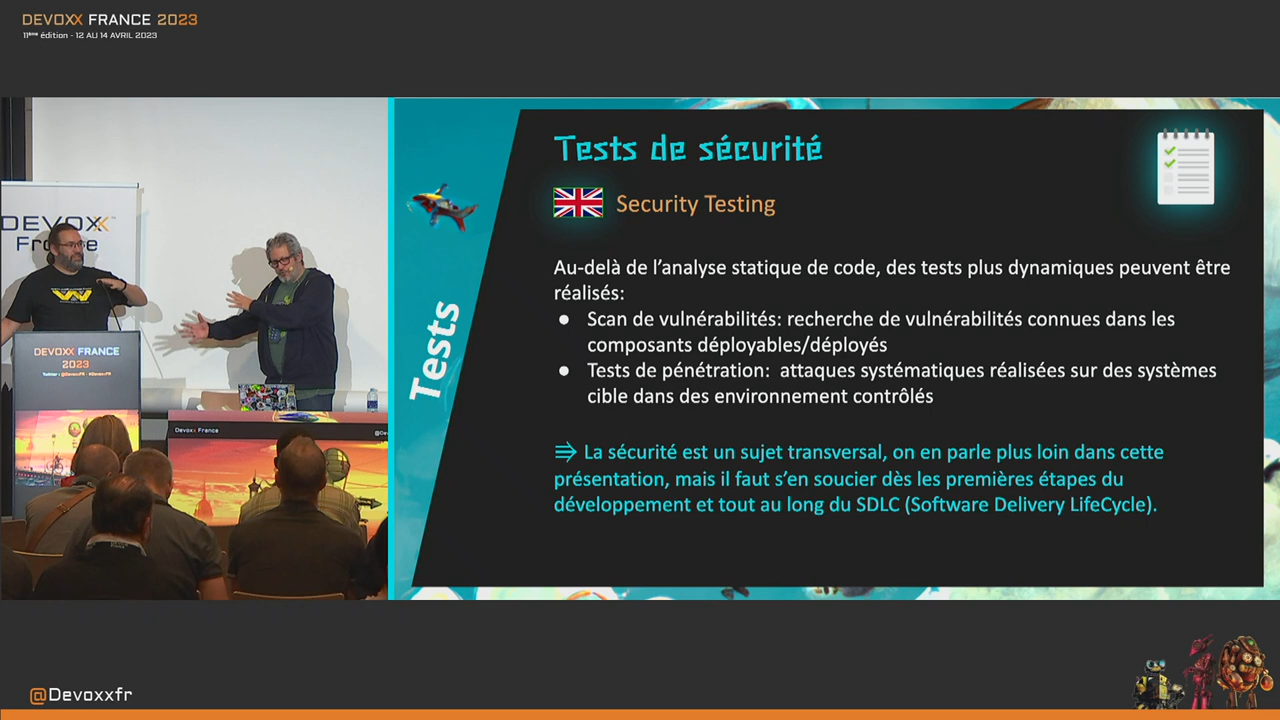 DEVOXX FRANCE 2023
11ème édition - 12 AU 14 AVRIL 2023
DEVOXX™
France
DEVOXX FRANCE
2023
Twitter : @DevoxxFR - #DevoxxFR
Devoxx France
@De
Tests
Tests de sécurité
Security Testing
Au-delà de l'analyse statique de code, des tests plus dynamiques peuvent être
réalisés:
● Scan de vulnérabilités: recherche de vulnérabilités connues dans les
composants déployables/déployés
● Tests de pénétration: attaques systématiques réalisées sur des systèmes
cible dans des environnement contrôlés
⇒ La sécurité est un sujet transversal, on en parle plus loin dans cette
présentation, mais il faut s'en soucier dès les premières étapes du
développement et tout au long du SDLC (Software Delivery LifeCycle).
@Devoxxfr